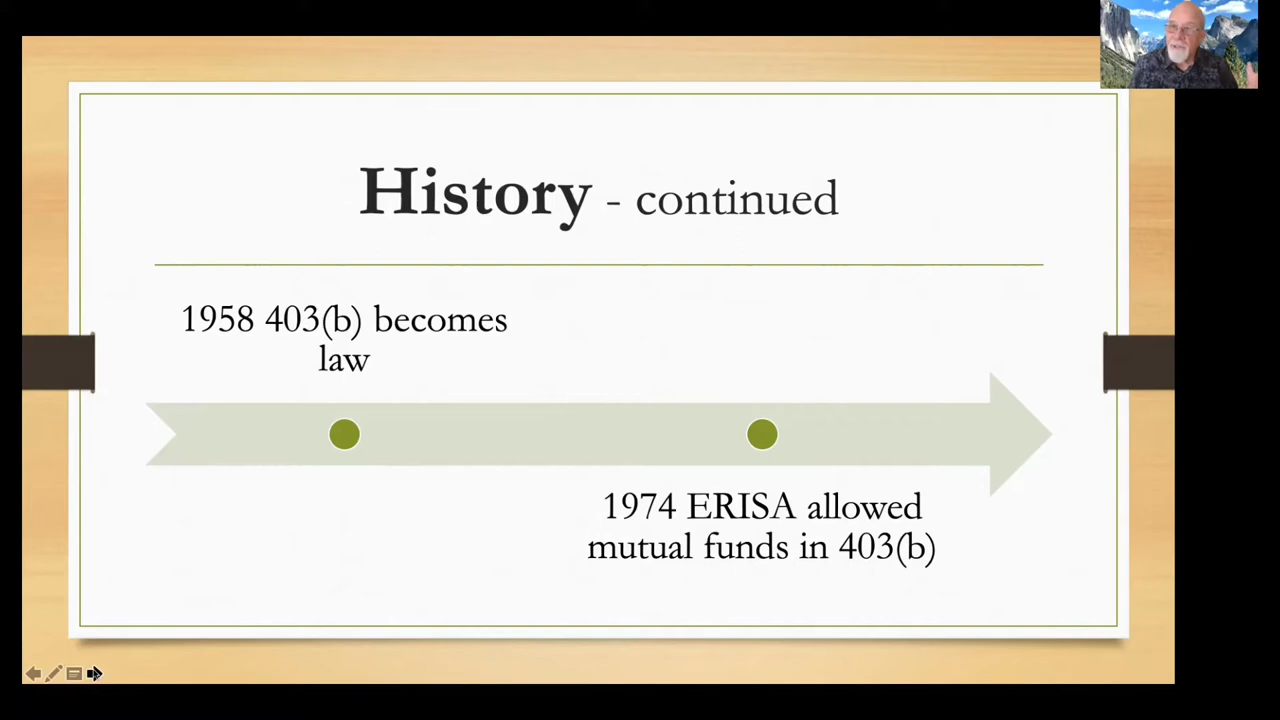 History - continued
1958 403(b) becomes
law
1974 ERISA allowed
mutual funds in 403(b)